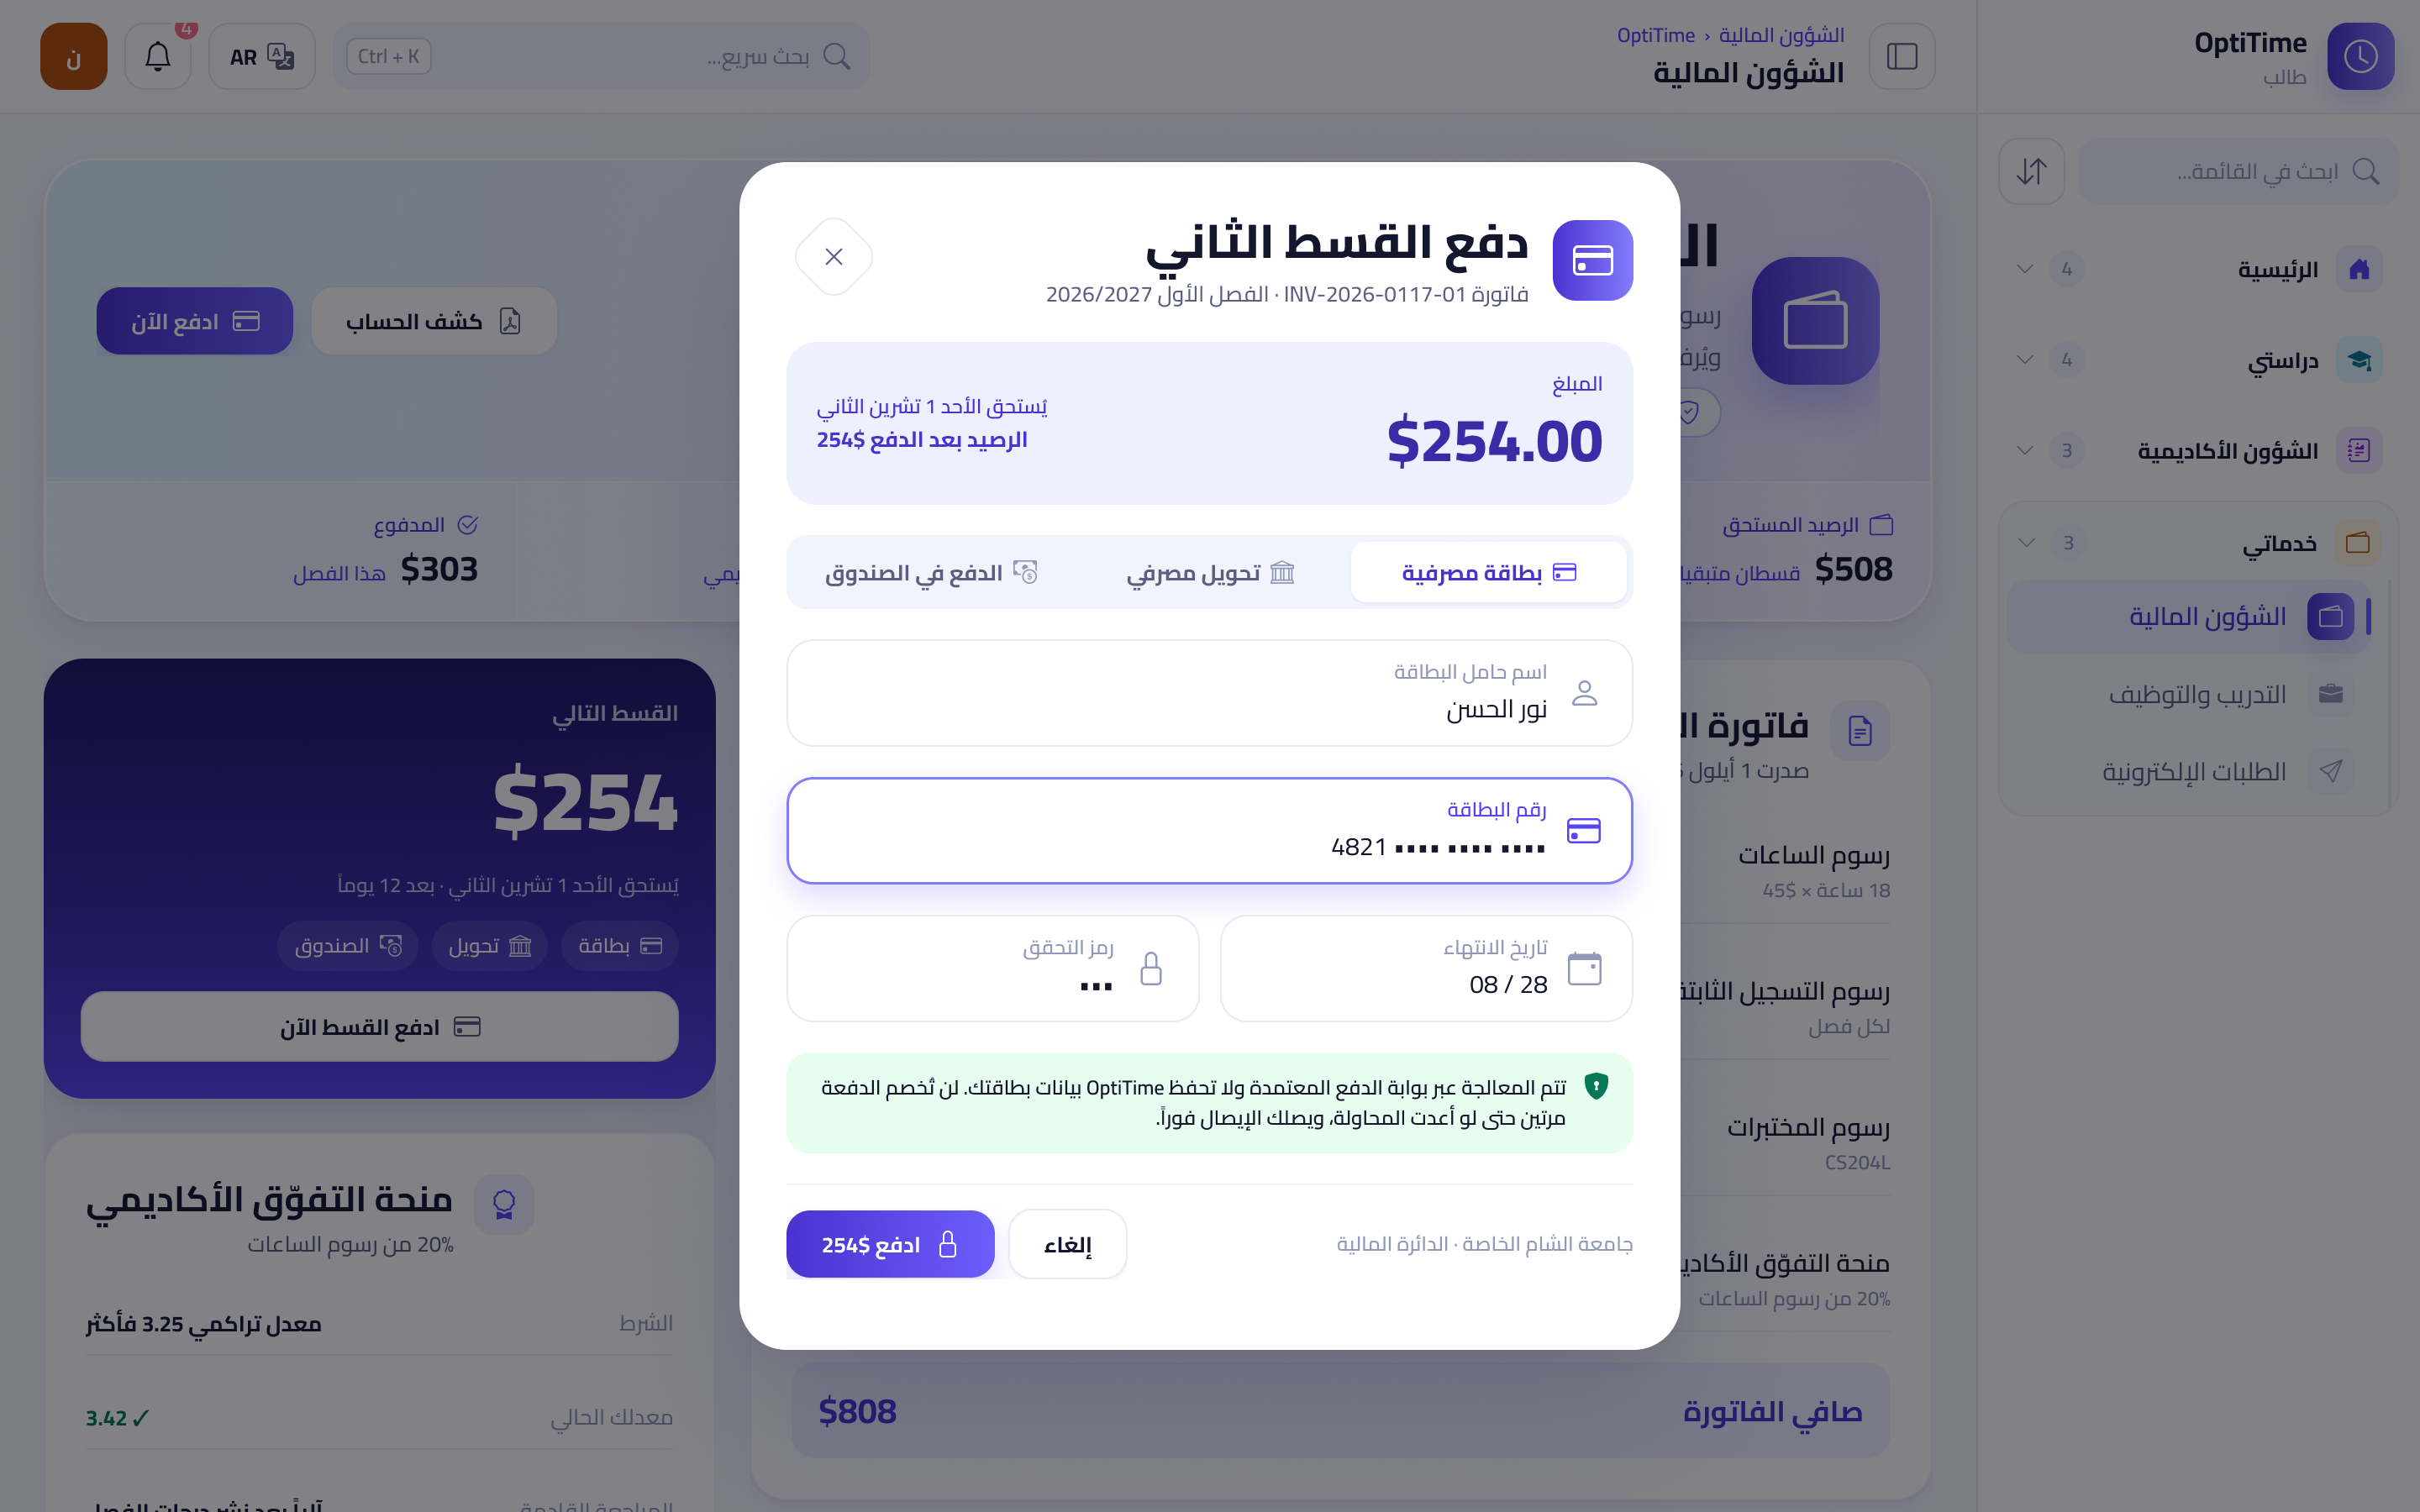 OptiTime
طالب
الشؤون المالية ‹ OptiTime
الشؤون المالية
بحث سريع...
Ctrl + K
AR
4
ن
ابحث في القائمة...
الرئيسية
4
دراستي
4
الشؤون الأكاديمية
3
خدماتي
3
الشؤون المالية
التدريب والتوظيف
الطلبات الإلكترونية
كشف الحساب
ادفع الآن
الرصيد المستحق
$508
المدفوع
$303 هذا الفصل
دفع القسط الثاني
فاتورة INV-2026-0117-01 · الفصل الأول 2026/2027
المبلغ
$254.00
يُستحق الأحد 1 تشرين الثاني
الرصيد بعد الدفع $254
بطاقة مصرفية
تحويل مصرفي
الدفع في الصندوق
اسم حامل البطاقة
نور الحسن
رقم البطاقة
•••• •••• •••• 4821
تاريخ الانتهاء
08 / 28
رمز التحقق
•••
تتم المعالجة عبر بوابة الدفع المعتمدة ولا تحفظ OptiTime بيانات بطاقتك. لن تُخصم الدفعة
مرتين حتى لو أعدت المحاولة، ويصلك الإيصال فوراً.
جامعة الشام الخاصة · الدائرة المالية
إلغاء
ادفع $254
صدرت 1 أيلول
رسوم الساعات
18 ساعة × $45
رسوم التسجيل الثابتة
لكل فصل
رسوم المختبرات
CS204L
منحة التفوّق
20% من رسوم الساعات
صافي الفاتورة
$808
القسط التالي
$254
يُستحق الأحد 1 تشرين الثاني · بعد 12 يوماً
بطاقة
تحويل
الصندوق
ادفع القسط الآن
منحة التفوّق الأكاديمي
20% من رسوم الساعات
الشرط
معدل تراكمي 3.25 فأكثر
معدلك الحالي
✓ 3.42